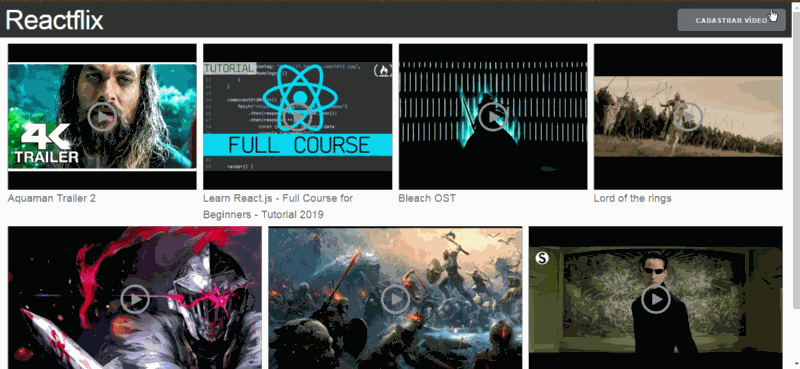 Reactflix
CADASTRAR VÍDEO
TUTORIAL
4K
TRAILER
FULL COURSE
render() {
Aquaman Trailer 2
Learn React.js - Full Course for
Beginners - Tutorial 2019
Bleach OST
Lord of the rings
S